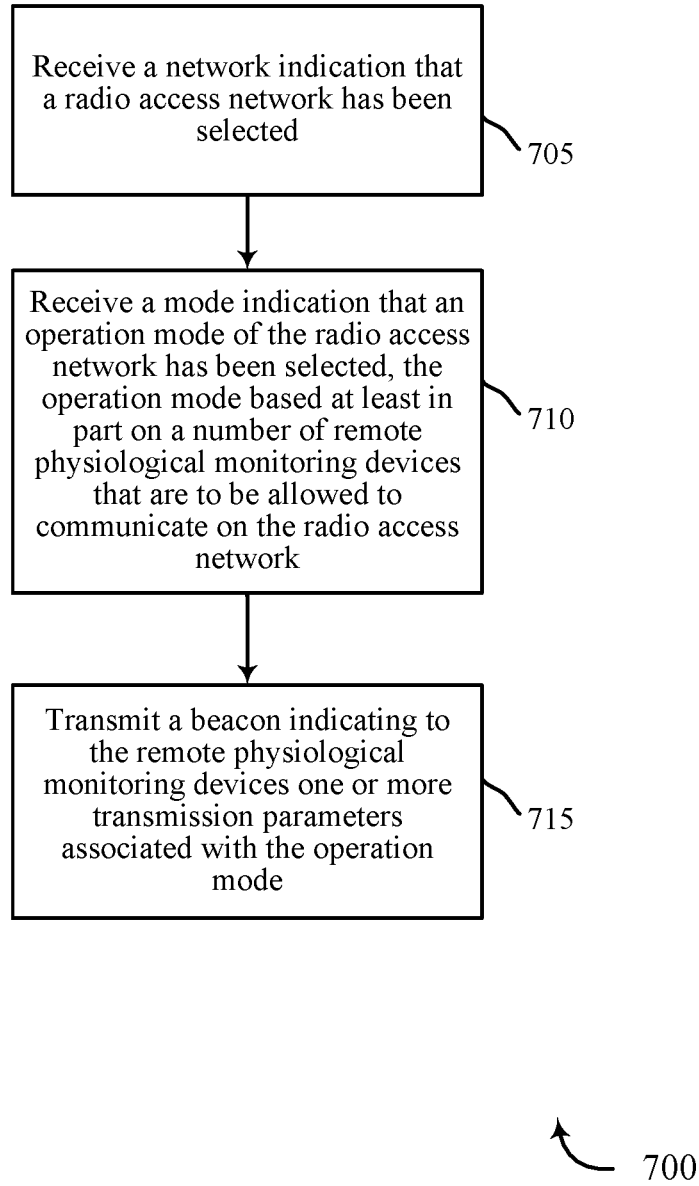 Receive a network indication that
a radio access network has been
selected
705
Receive a mode indication that an
operation mode of the radio access
network has been selected, the
operation mode based at least in
part on a number of remote
physiological monitoring devices
that are to be allowed to
communicate on the radio access
network
710
Transmit a beacon indicating to
the remote physiological
monitoring devices one or more
transmission parameters
associated with the operation
mode
715
700